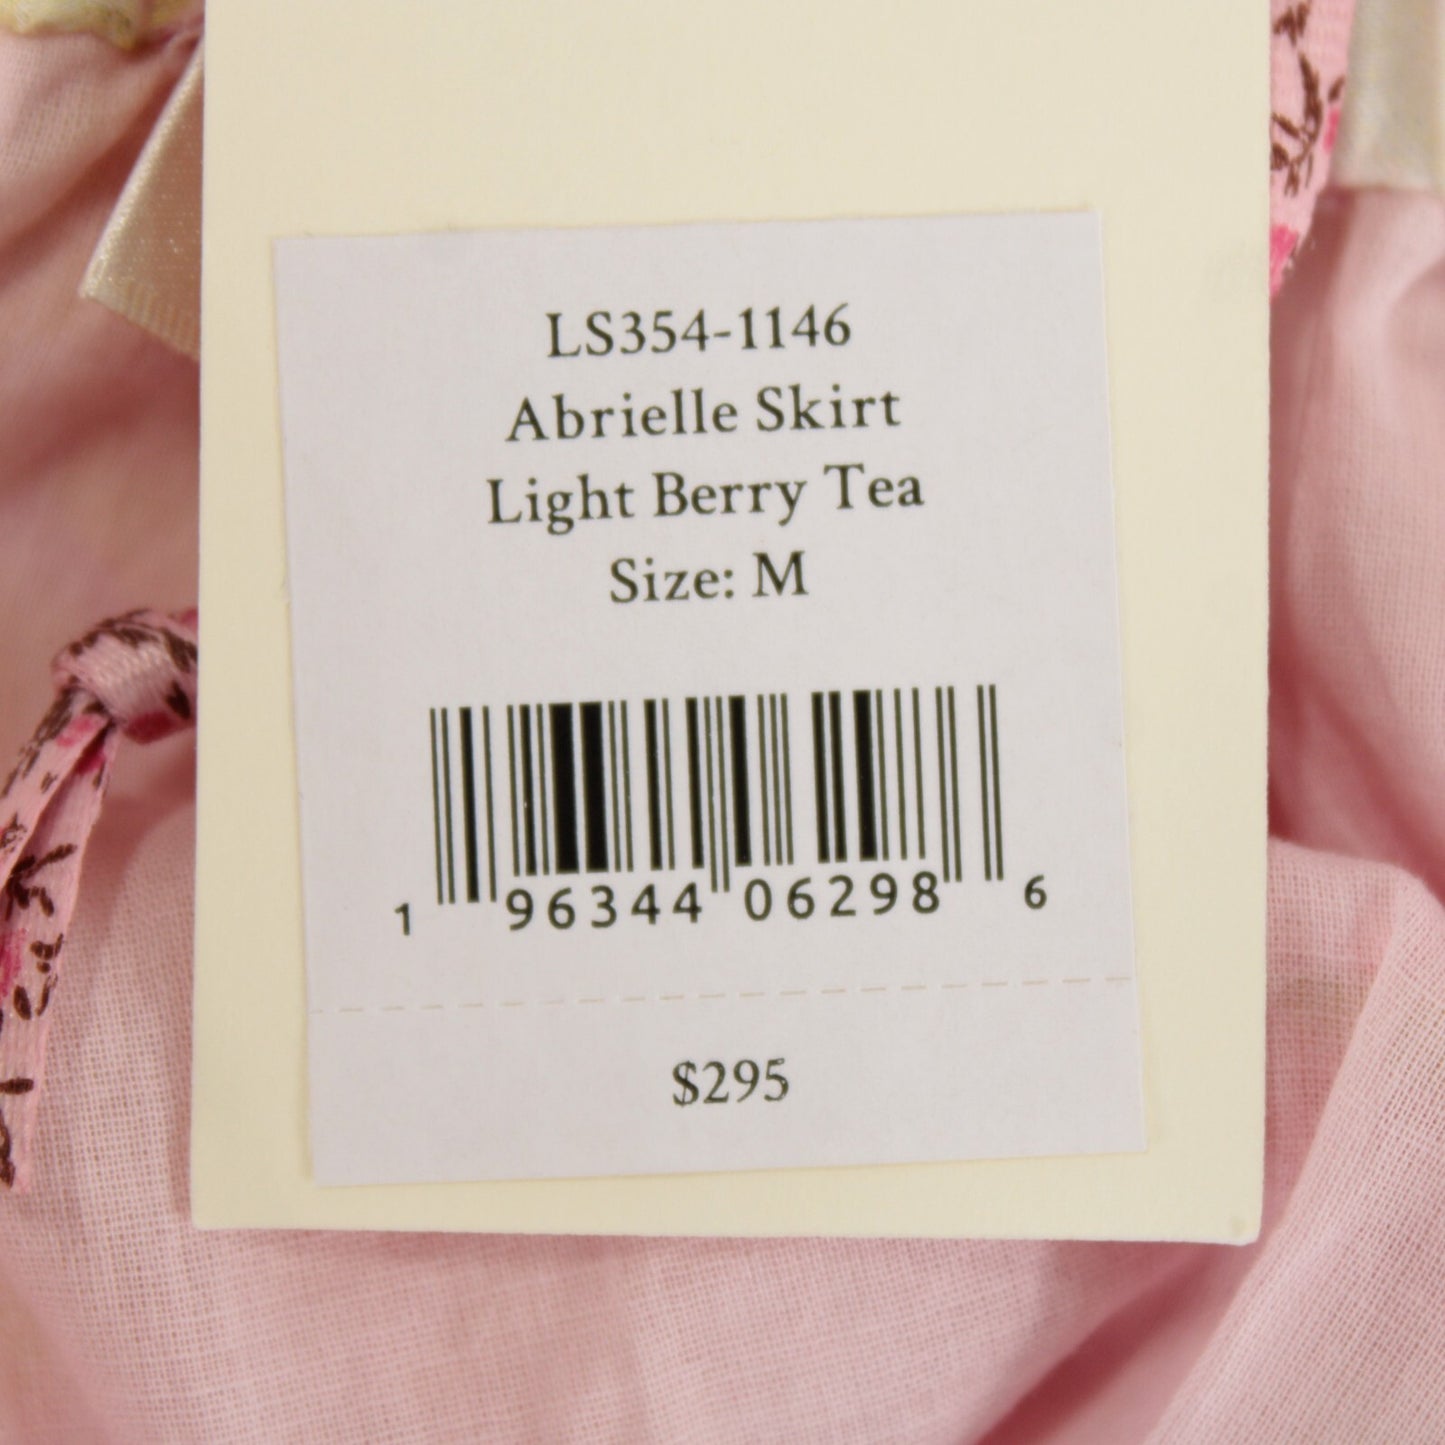 LS354-1146
Abrielle Skirt
Light Berry Tea
Size: M
1 96344 06298 6
$295